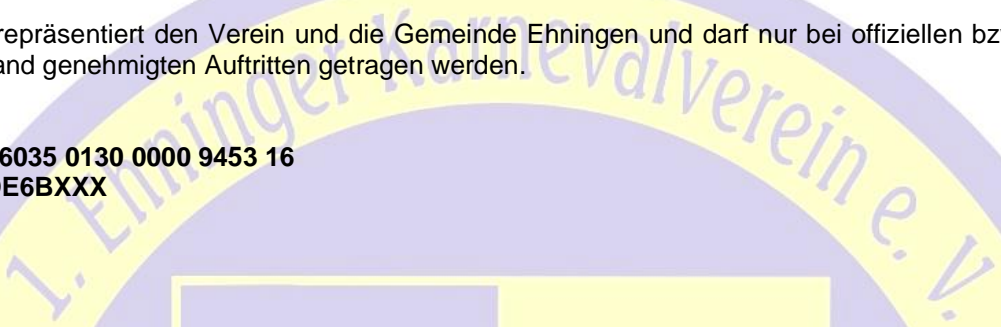 repräsentiert den Verein und die Gemeinde Ehningen und darf nur bei offiziellen bz
and genehmigten Auftritten getragen werden.
1. Ehninger Karnevalverein e. V.
6035 0130 0000 9453 16
E6BXXX